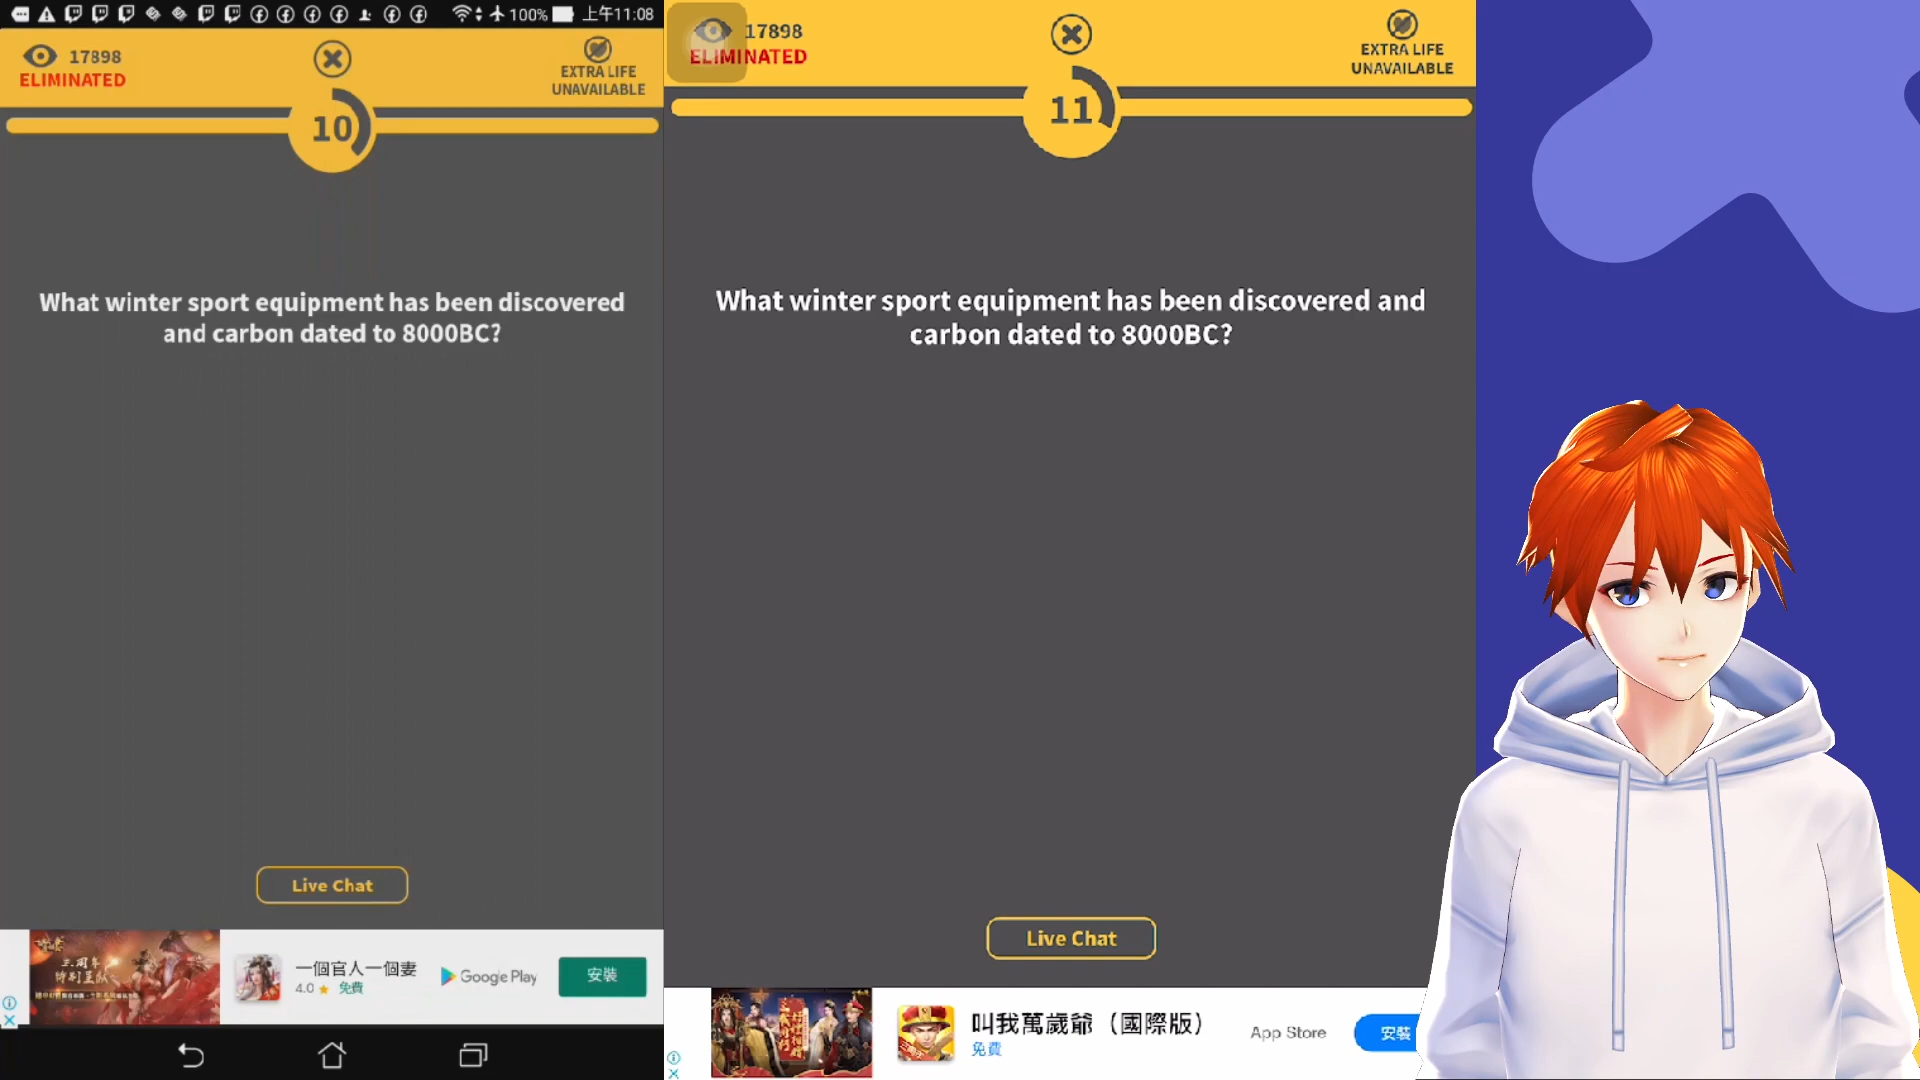 100% 上午11:08
17898
ELIMINATED
EXTRA LIFE
UNAVAILABLE
10
What winter sport equipment has been discovered
and carbon dated to 8000BC?
Live Chat
三周年
一個官人一個妻
4.0 ★ 免費
Google Play
安裝
17898
ELIMINATED
EXTRA LIFE
UNAVAILABLE
11
What winter sport equipment has been discovered and
carbon dated to 8000BC?
Live Chat
叫我萬歲爺（國際版）
免費
App Store
安裝